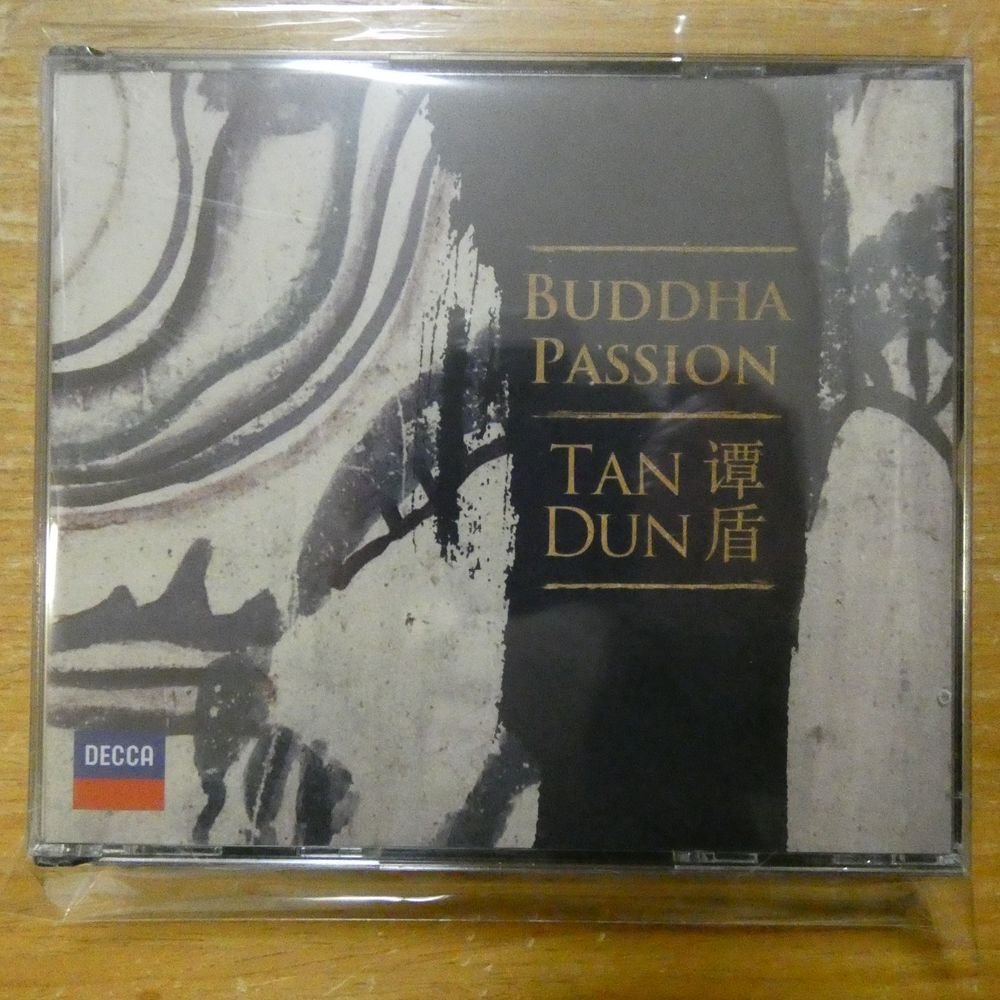 BUDDHA
PASSION
TAN 谭
DUN 盾
DECCA